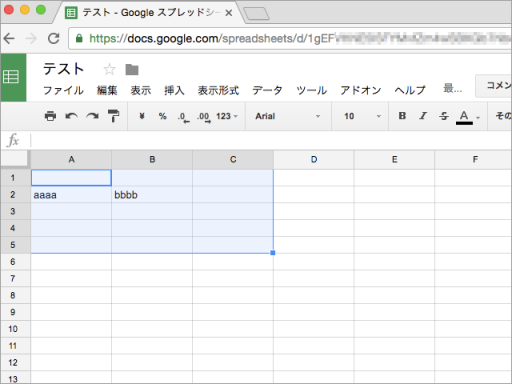 テスト - Google スプレッドシー
https://docs.google.com/spreadsheets/d/1gEF
テスト
ファイル 編集 表示 挿入 表示形式 データ ツール アドオン ヘルプ 最... コメン
¥ % .0 .00 123 Arial 10 B I S A その
fx
A B C D E F
1
2 aaaa bbbb
3
4
5
6
7
8
9
10
11
12
13